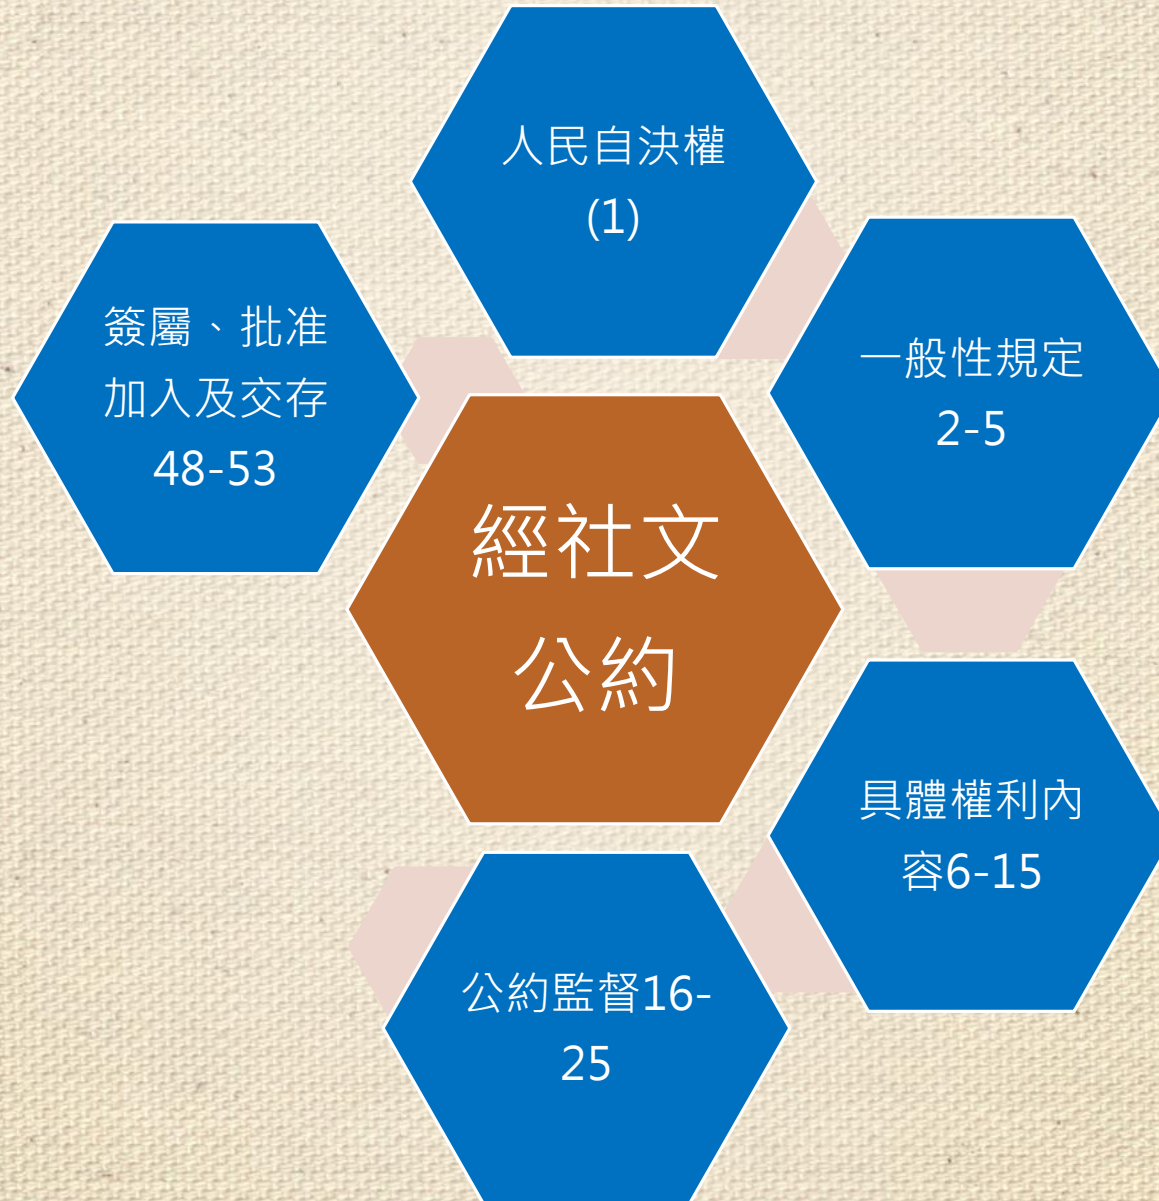 人民自決權
(1)
一般性規定
2-5
具體權利內
容6-15
公約監督16-
25
簽屬、批准
加入及交存
48-53
經社文
公約